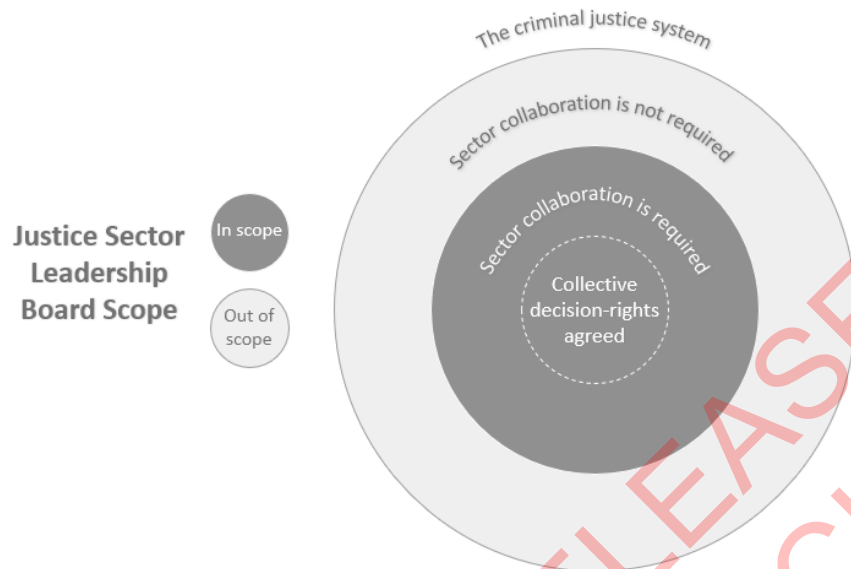 The criminal justice system
Sector collaboration is not required
Sector collaboration is required
Collective
decision-rights
agreed
Justice Sector
Leadership
Board Scope
In scope
Out of
scope